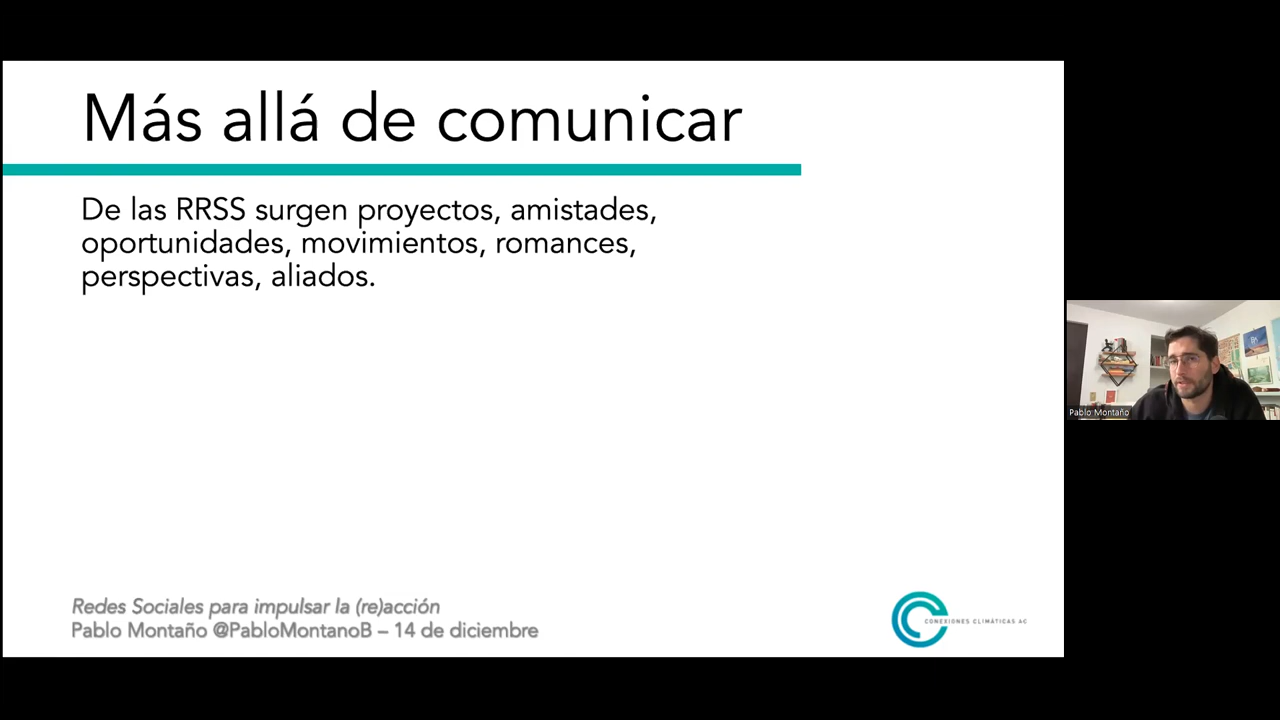 Más allá de comunicar
De las RRSS surgen proyectos, amistades,
oportunidades, movimientos, romances,
perspectivas, aliados.
Pablo Montaño
Redes Sociales para impulsar la (re)acción
Pablo Montaño @PabloMontanoB – 14 de diciembre
CONEXIONES CLIMÁTICAS AC